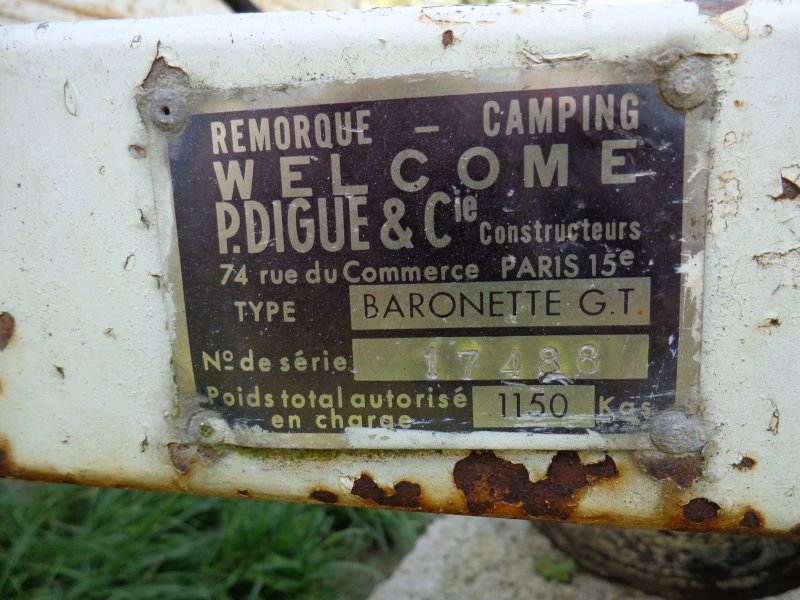 REMORQUE – CAMPING
WELCOME
P.DIGUE & Cie Constructeurs
74 rue du Commerce PARIS 15e
TYPE BARONETTE G.T.
No de série 17488
Poids total autorisé
en charge 1150 Kgs